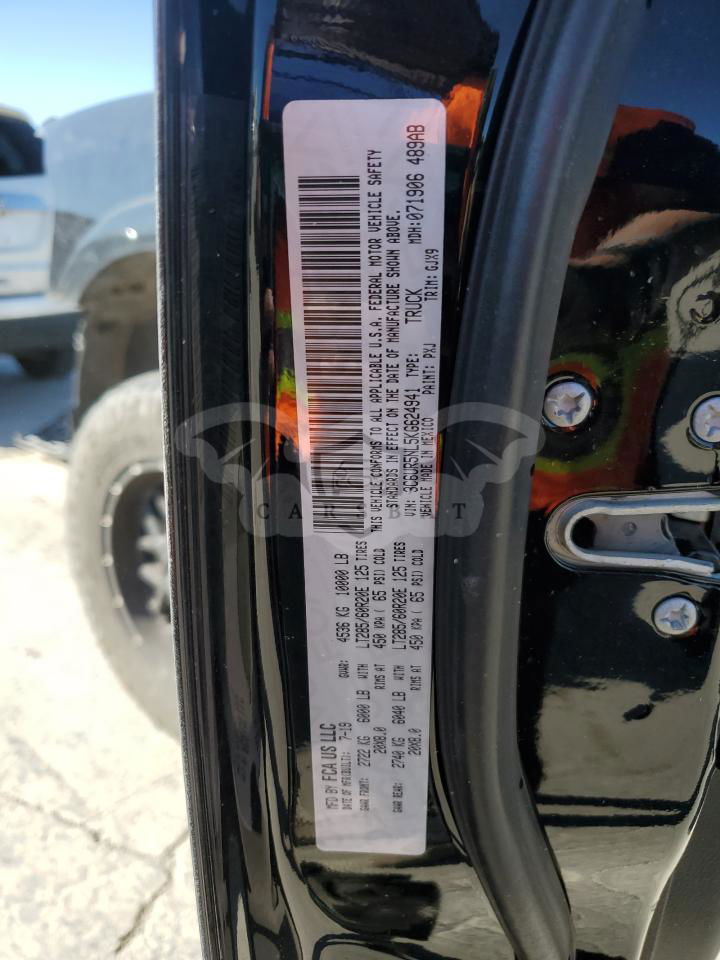 MFD BY FCA US LLC
DATE OF MFR(BUILT): 7-19 GVWR: 4536 KG 10000 LB
GAWR FRONT: 2722 KG 6000 LB WITH LT285/60R20E 125 TIRES
20X8.0 RIMS AT 450 KPA ( 65 PSI) COLD
GAWR REAR: 2740 KG 6040 LB WITH LT285/60R20E 125 TIRES
20X8.0 RIMS AT 450 KPA ( 65 PSI) COLD
THIS VEHICLE CONFORMS TO ALL APPLICABLE U.S.A. FEDERAL MOTOR VEHICLE SAFETY
STANDARDS IN EFFECT ON THE DATE OF MANUFACTURE SHOWN ABOVE.
VIN: 3C6UR5NL5KG624941 TYPE: TRUCK MDH:071906 489AB
VEHICLE MADE IN MEXICO PAINT: PXJ TRIM: GJX9